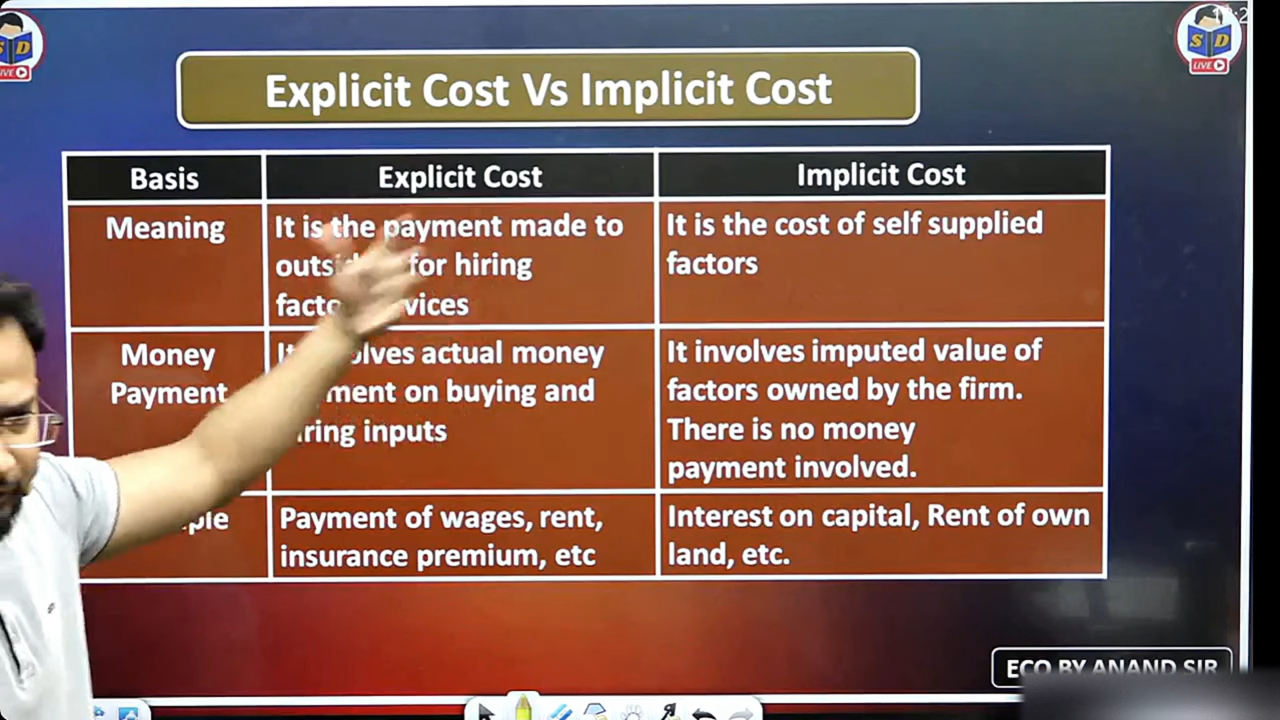 S D
LIVE
S D
LIVE
Explicit Cost Vs Implicit Cost
Basis
Explicit Cost
Implicit Cost
Meaning
It is the payment made to
for hiring
It is the cost of self supplied
factors
Money
Payment
actual money
on buying and
inputs
It involves imputed value of
factors owned by the firm.
There is no money
payment involved.
Payment of wages, rent,
insurance premium, etc
Interest on capital, Rent of own
land, etc.
ECO BY ANAND SIR